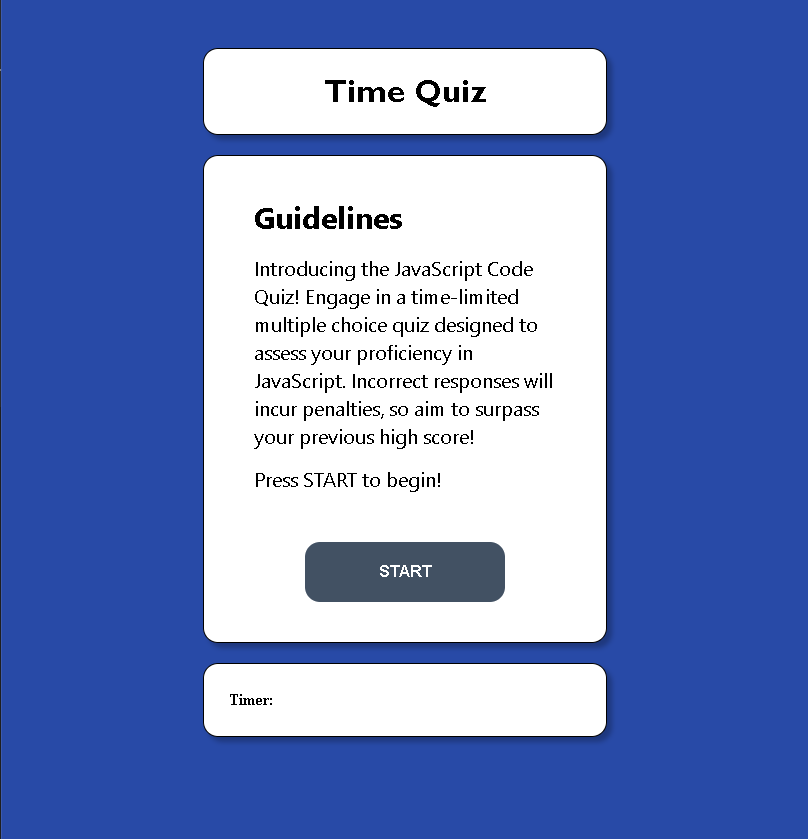 Time Quiz
Guidelines
Introducing the JavaScript Code
Quiz! Engage in a time-limited
multiple choice quiz designed to
assess your proficiency in
JavaScript. Incorrect responses will
incur penalties, so aim to surpass
your previous high score!
Press START to begin!
START
Timer: